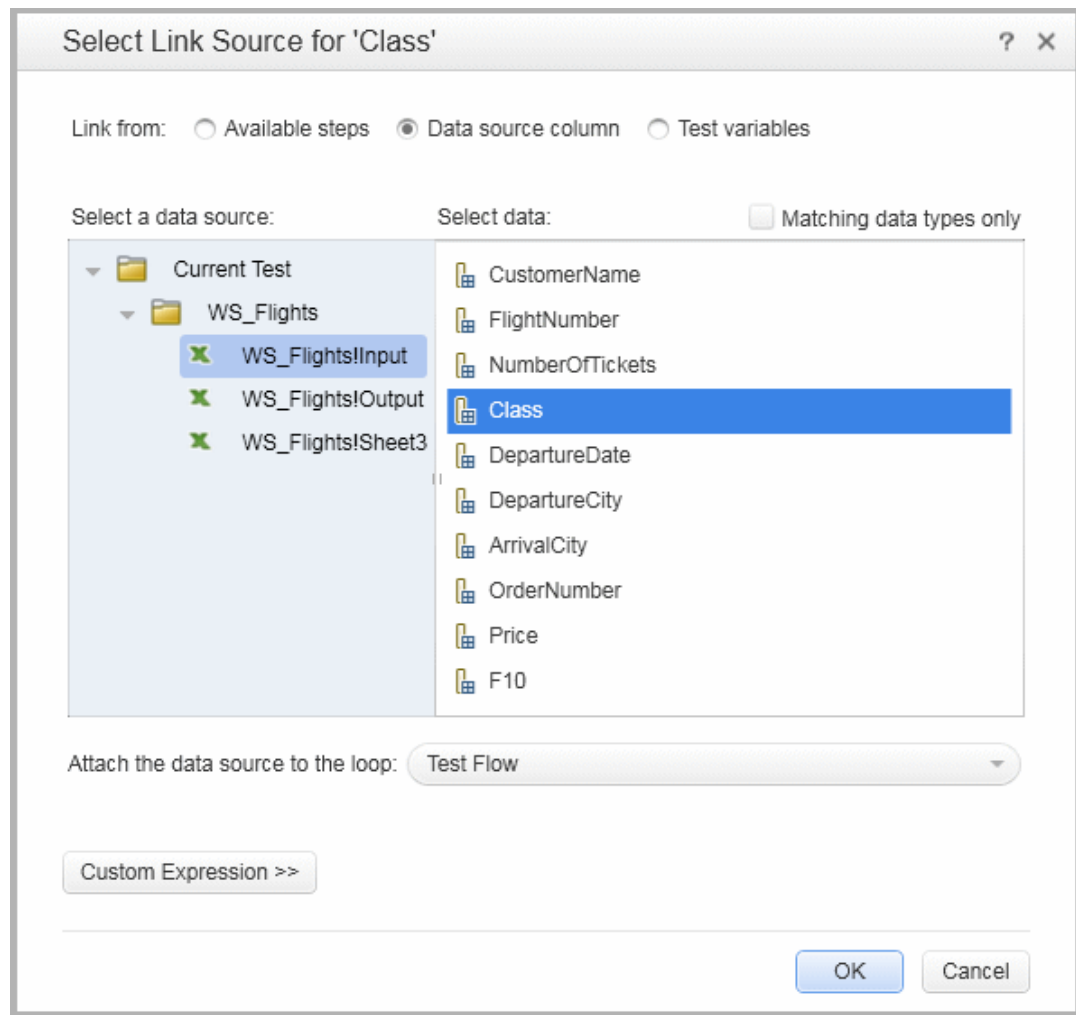 Select Link Source for 'Class'
? ×
Link from: Available steps Data source column Test variables
Select a data source: Select data: Matching data types only
Current Test
WS_Flights
WS_Flights!Input
WS_Flights!Output
WS_Flights!Sheet3
CustomerName
FlightNumber
NumberOfTickets
Class
DepartureDate
DepartureCity
ArrivalCity
OrderNumber
Price
F10
Attach the data source to the loop: Test Flow
Custom Expression >>
OK Cancel